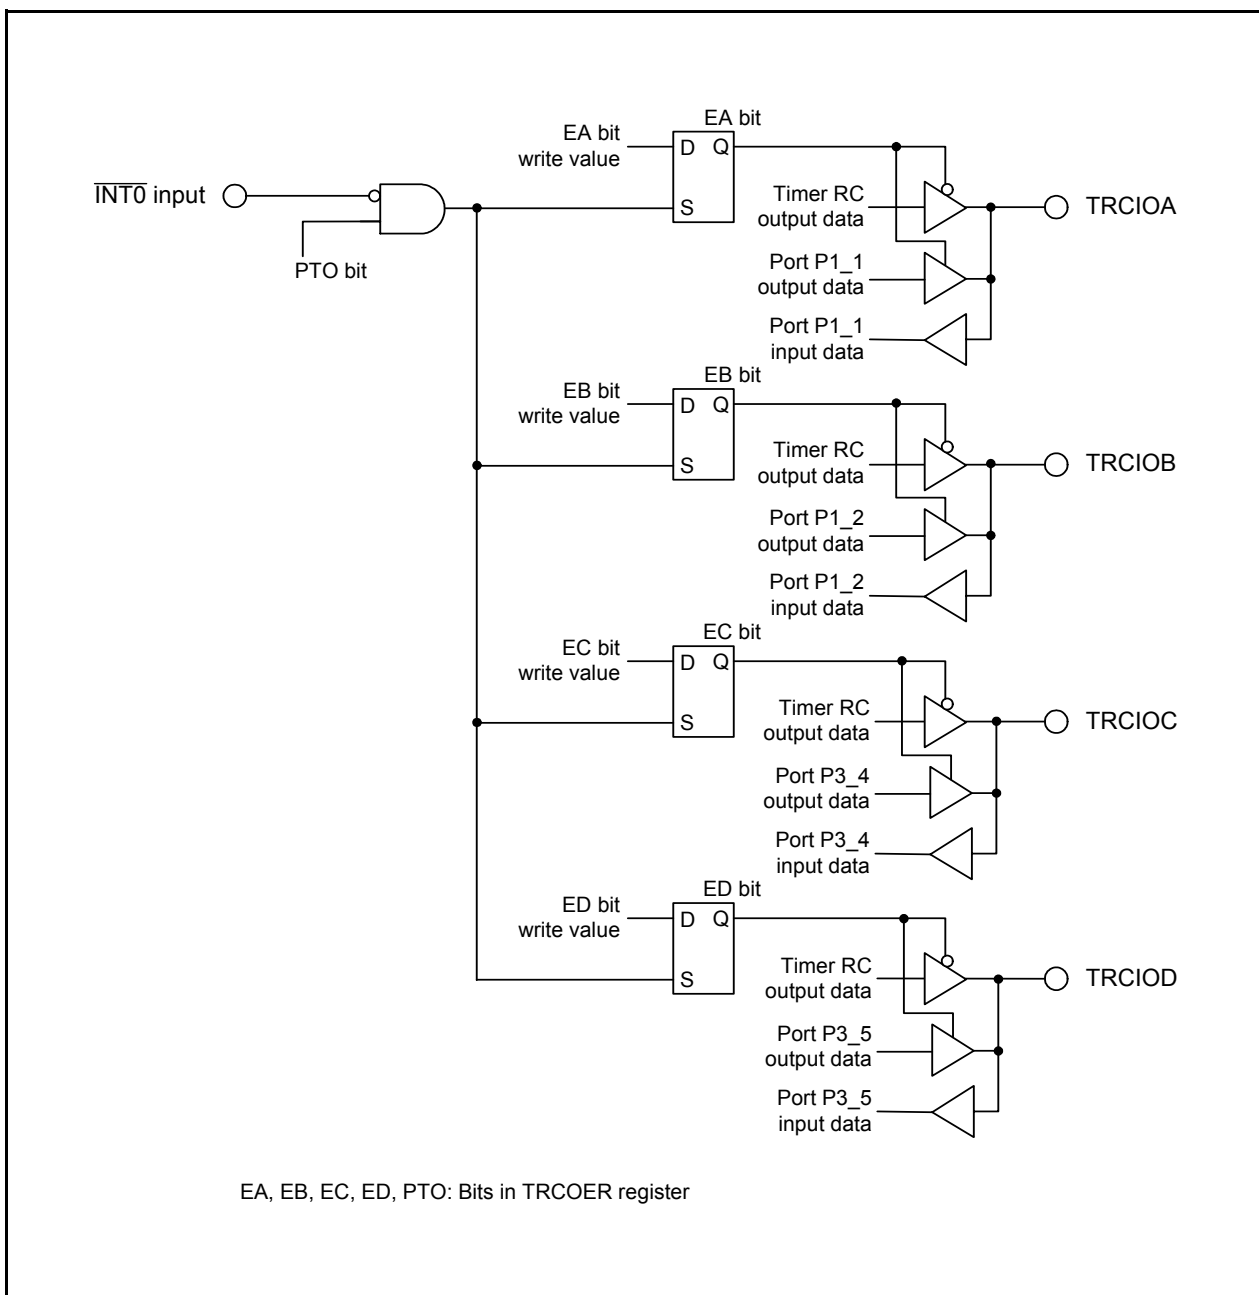 EA bit
EA bit
write value
D Q
S
INT0 input
PTO bit
Timer RC
output data
TRCIOA
Port P1_1
output data
Port P1_1
input data
EB bit
EB bit
write value
D Q
S
Timer RC
output data
TRCIOB
Port P1_2
output data
Port P1_2
input data
EC bit
EC bit
write value
D Q
S
Timer RC
output data
TRCIOC
Port P3_4
output data
Port P3_4
input data
ED bit
ED bit
write value
D Q
S
Timer RC
output data
TRCIOD
Port P3_5
output data
Port P3_5
input data
EA, EB, EC, ED, PTO: Bits in TRCOER register